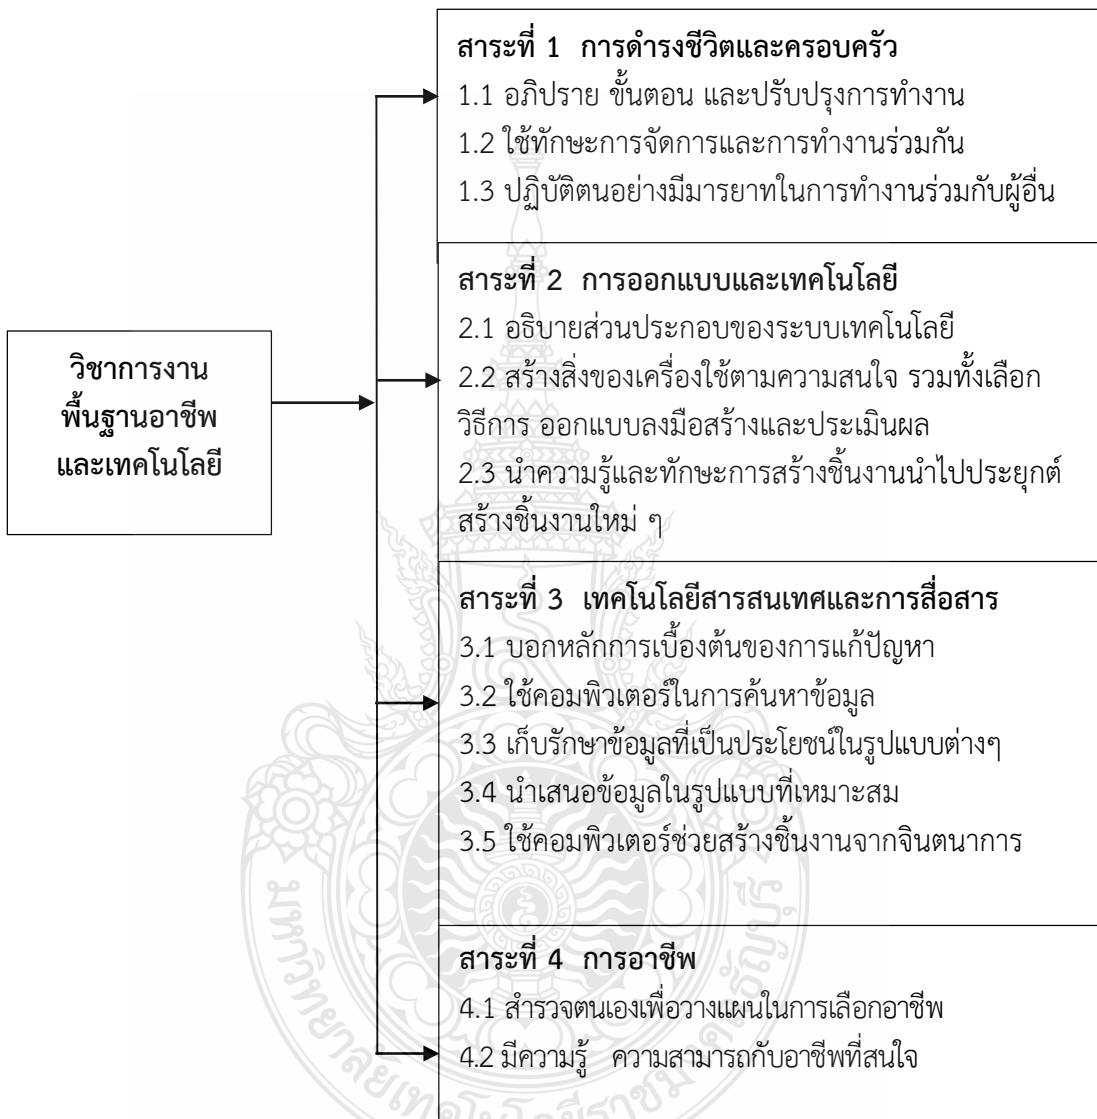 วิชาการงาน
พื้นฐานอาชีพ
และเทคโนโลยี
สาระที่ 1 การดำรงชีวิตและครอบครัว
1.1 อภิปราย ขั้นตอน และปรับปรุงการทำงาน
1.2 ใช้ทักษะการจัดการและการทำงานร่วมกัน
1.3 ปฏิบัติตนอย่างมีมารยาทในการทำงานร่วมกับผู้อื่น
สาระที่ 2 การออกแบบและเทคโนโลยี
2.1 อธิบายส่วนประกอบของระบบเทคโนโลยี
2.2 สร้างสิ่งของเครื่องใช้ตามความสนใจ รวมทั้งเลือก
วิธีการ ออกแบบลงมือสร้างและประเมินผล
2.3 นำความรู้และทักษะการสร้างชิ้นงานนำไปประยุกต์
สร้างชิ้นงานใหม่ ๆ
สาระที่ 3 เทคโนโลยีสารสนเทศและการสื่อสาร
3.1 บอกหลักการเบื้องต้นของการแก้ปัญหา
3.2 ใช้คอมพิวเตอร์ในการค้นหาข้อมูล
3.3 เก็บรักษาข้อมูลที่เป็นประโยชน์ในรูปแบบต่างๆ
3.4 นำเสนอข้อมูลในรูปแบบที่เหมาะสม
3.5 ใช้คอมพิวเตอร์ช่วยสร้างชิ้นงานจากจินตนาการ
สาระที่ 4 การอาชีพ
4.1 สำรวจตนเองเพื่อวางแผนในการเลือกอาชีพ
4.2 มีความรู้ ความสามารถกับอาชีพที่สนใจ